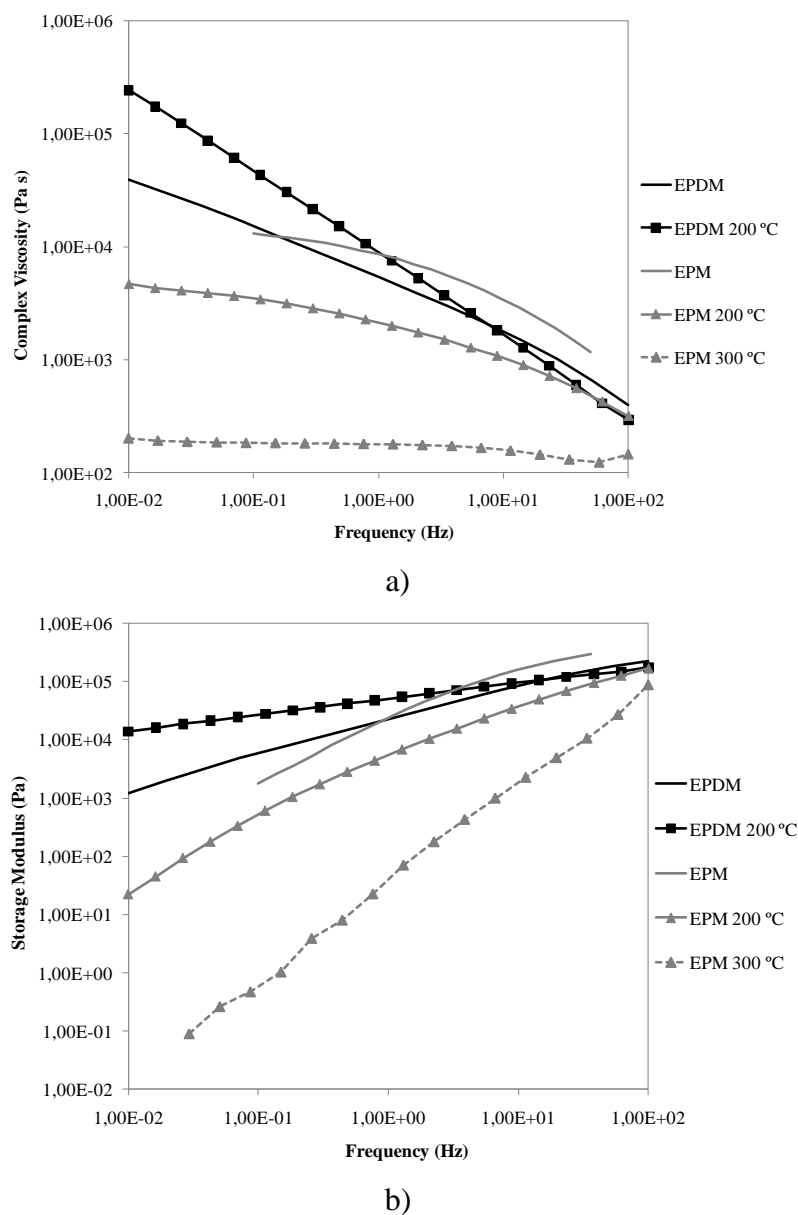 1,00E+06
1,00E+05
1,00E+04
1,00E+03
1,00E+02
Complex Viscosity (Pa s)
1,00E-02 1,00E-01 1,00E+00 1,00E+01 1,00E+02
Frequency (Hz)
EPDM
EPDM 200 ºC
EPM
EPM 200 ºC
EPM 300 ºC
a)
1,00E+06
1,00E+05
1,00E+04
1,00E+03
1,00E+02
1,00E+01
1,00E+00
1,00E-01
1,00E-02
Storage Modulus (Pa)
1,00E-02 1,00E-01 1,00E+00 1,00E+01 1,00E+02
Frequency (Hz)
EPDM
EPDM 200 ºC
EPM
EPM 200 ºC
EPM 300 ºC
b)